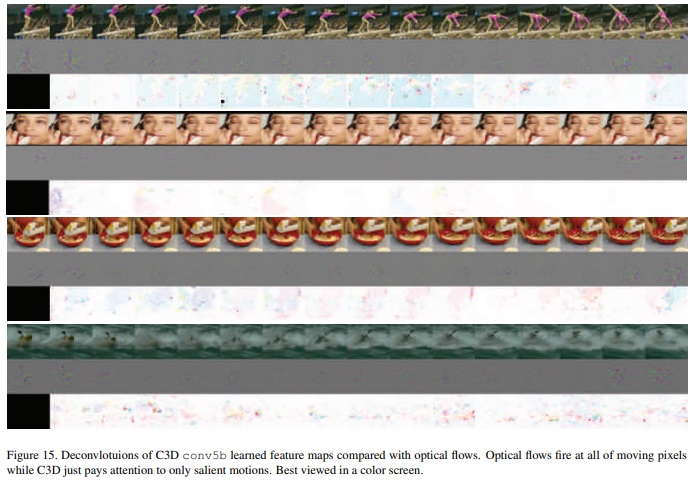 Figure 15. Deconvlotuions of C3D conv5b learned feature maps compared with optical flows. Optical flows fire at all of moving pixels
while C3D just pays attention to only salient motions. Best viewed in a color screen.